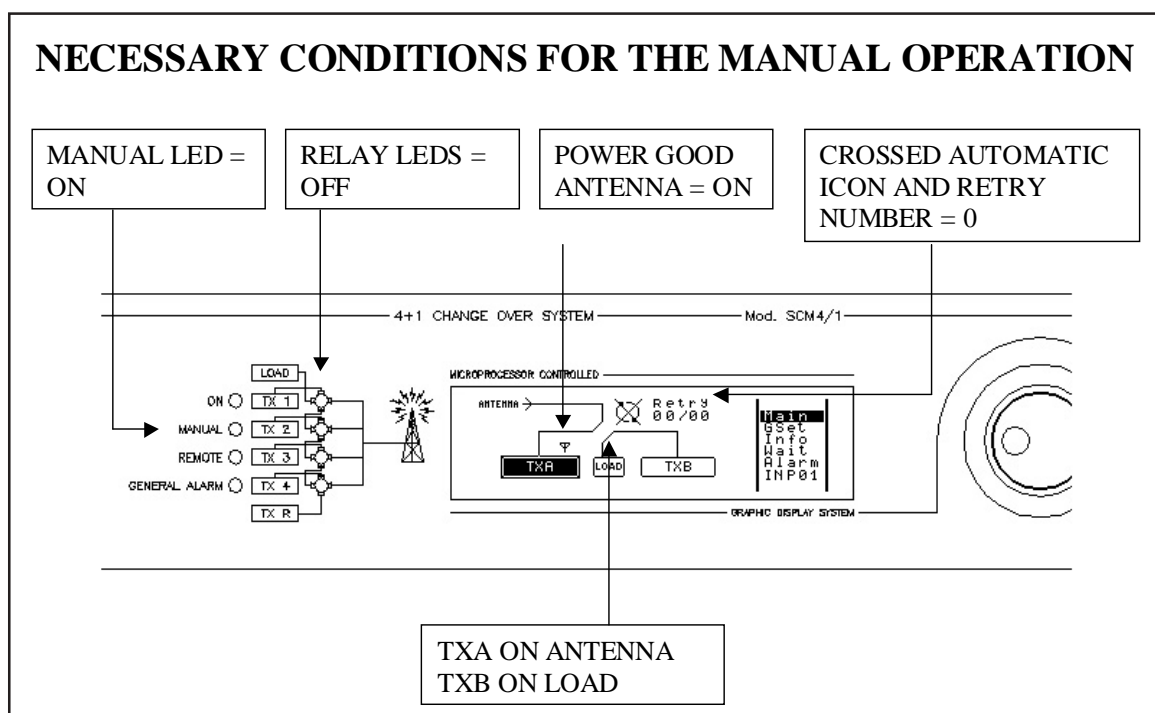 NECESSARY CONDITIONS FOR THE MANUAL OPERATION
MANUAL LED =
ON
RELAY LEDS =
OFF
POWER GOOD
ANTENNA = ON
CROSSED AUTOMATIC
ICON AND RETRY
NUMBER = 0
4+1 CHANGE OVER SYSTEM
Mod. SCM4/1
LOAD
ON
TX 1
MANUAL
TX 2
REMOTE
TX 3
GENERAL ALARM
TX 4
TX R
MICROPROCESSOR CONTROLLED
ANTENNA
Retry
00/00
TXA
LOAD
TXB
Main
GSet
Info
Wait
Alarm
INP01
GRAPHIC DISPLAY SYSTEM
TXA ON ANTENNA
TXB ON LOAD